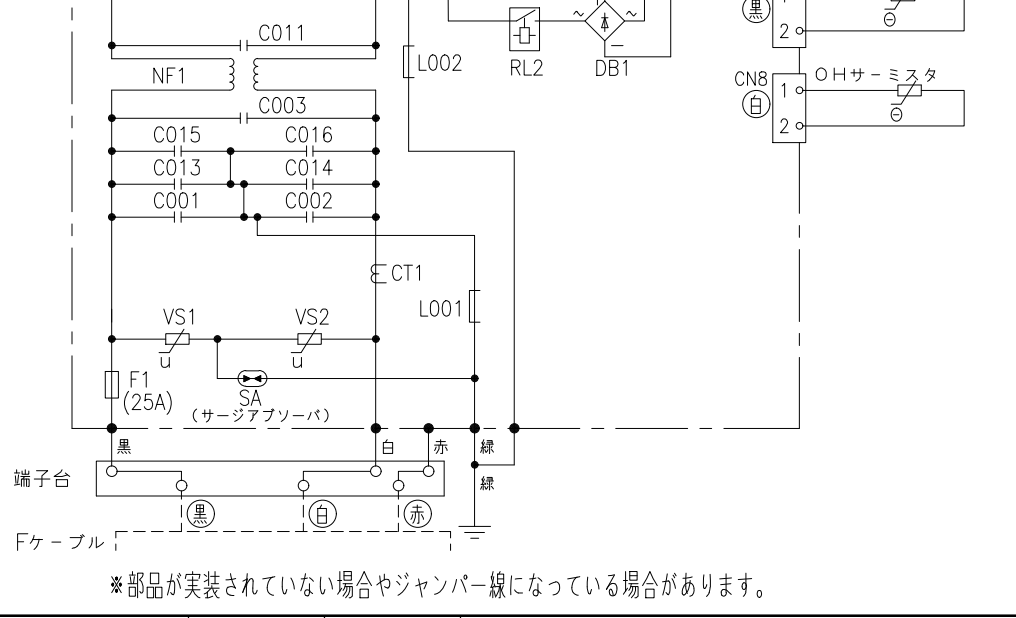 C011
黒
2
L002
RL2
DB1
NF1
CN8
白
OHサーミスタ
1
2
C003
C015
C016
C013
C014
C001
C002
CT1
L001
VS1
VS2
u
u
F1
(25A)
SA
(サージアブソーバ)
黒
白
赤
緑
端子台
緑
黒
白
赤
Fケーブル
※部品が実装されていない場合やジャンパー線になっている場合があります。